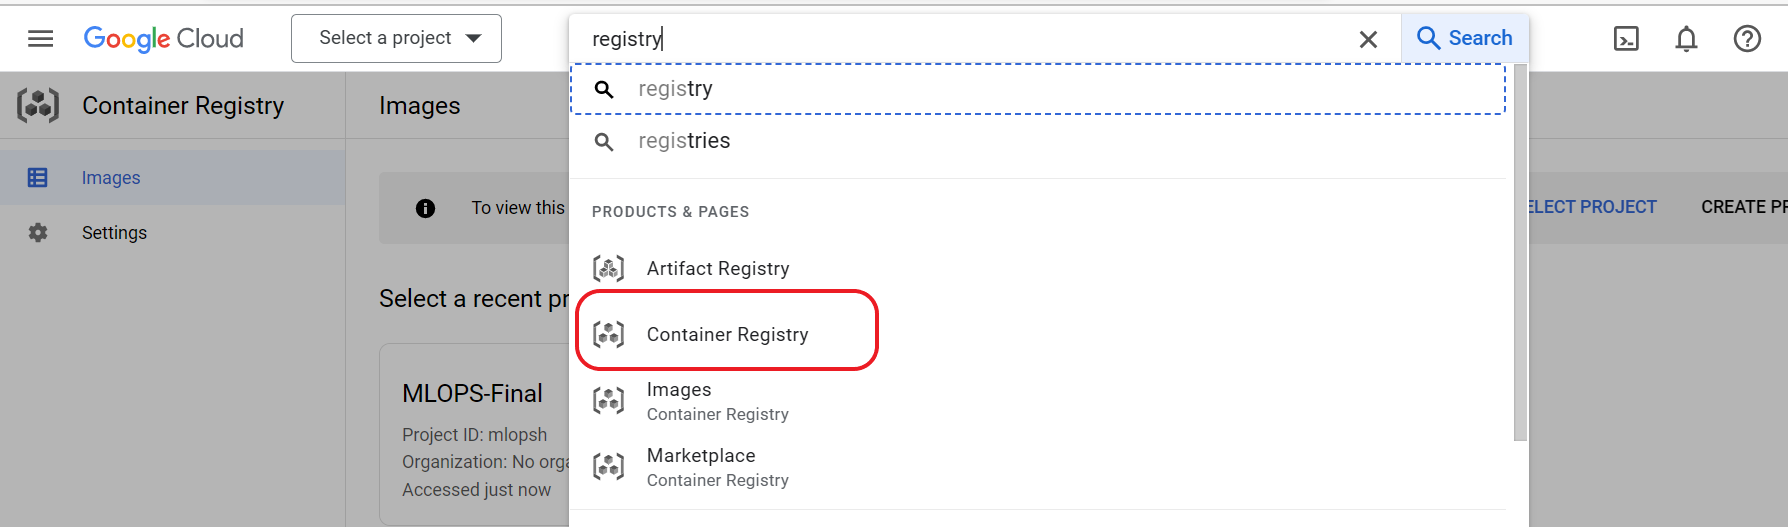 Google Cloud
Select a project
registry
Search
Container Registry
Images
registry
registries
Images
Settings
To view this
ELECT PROJECT
CREATE PR
PRODUCTS & PAGES
Artifact Registry
Container Registry
Images
Container Registry
Marketplace
Container Registry
Select a recent pr
MLOPS-Final
Project ID: mlopsh
Organization: No orga
Accessed just now